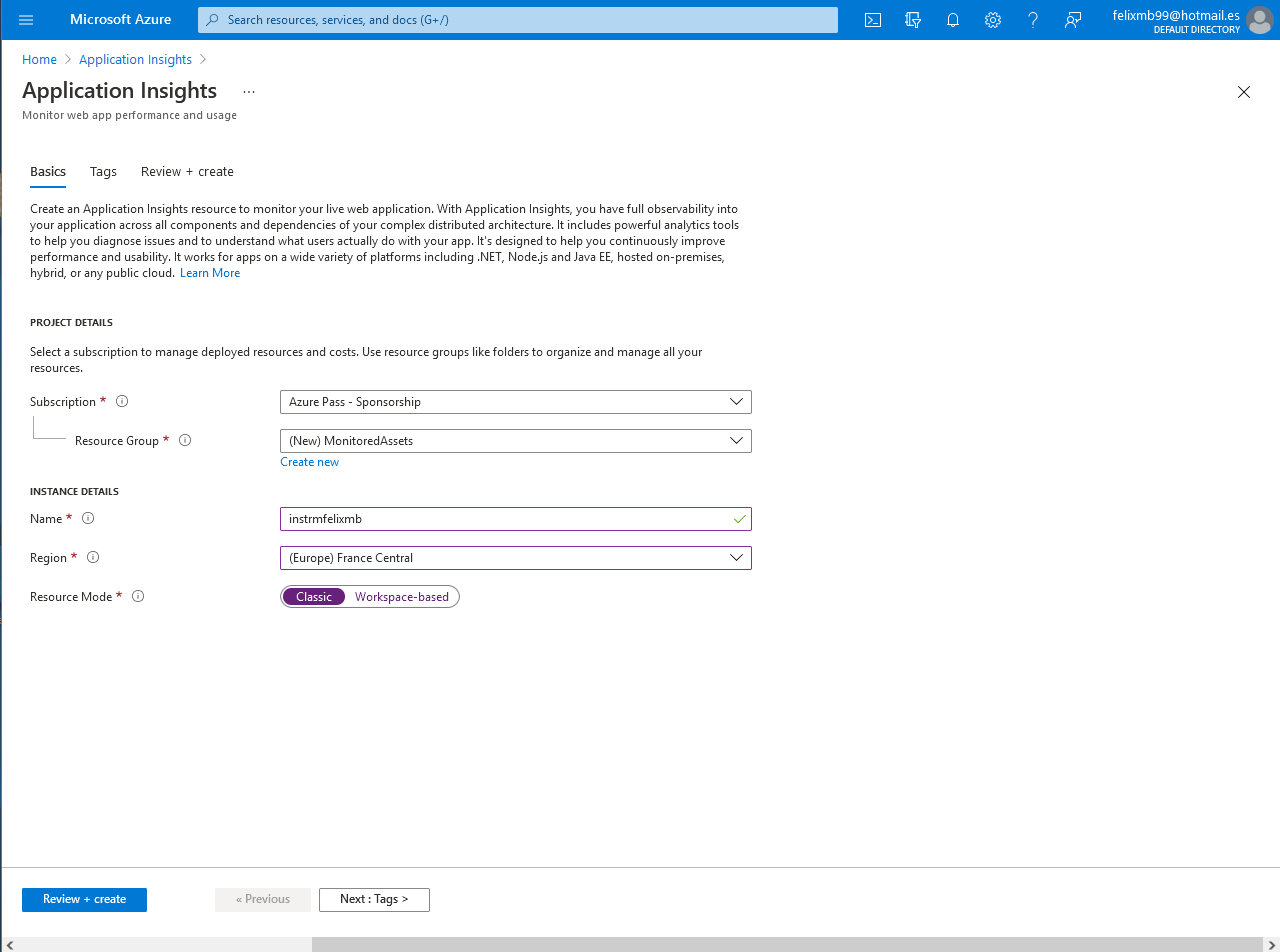 Microsoft Azure
Search resources, services, and docs (G+/)
felixmb99@hotmail.es
DEFAULT DIRECTORY
Home > Application Insights >
Application Insights ...
Monitor web app performance and usage
Basics Tags Review + create
Create an Application Insights resource to monitor your live web application. With Application Insights, you have full observability into
your application across all components and dependencies of your complex distributed architecture. It includes powerful analytics tools
to help you diagnose issues and to understand what users actually do with your app. It's designed to help you continuously improve
performance and usability. It works for apps on a wide variety of platforms including .NET, Node.js and Java EE, hosted on-premises,
hybrid, or any public cloud. Learn More
PROJECT DETAILS
Select a subscription to manage deployed resources and costs. Use resource groups like folders to organize and manage all your
resources.
Subscription * Azure Pass - Sponsorship
Resource Group * (New) MonitoredAssets
Create new
INSTANCE DETAILS
Name * instrmfelixmb
Region * (Europe) France Central
Resource Mode * Classic Workspace-based
Review + create « Previous Next : Tags >